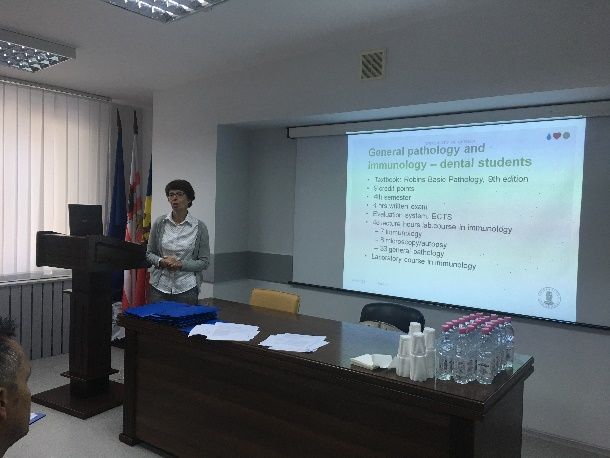 General pathology and
immunology – dental students
• Textbook: Robins Basic Pathology, 9th edition
• 9 credit points
• 4th semester
• 4 hrs written exam
• Evaluation system, ECTS
• lecture hours lab.course in immunology
– 7 immunology
– 8 microscopy/autopsy
– 33 general pathology
• Laboratory course in immunology